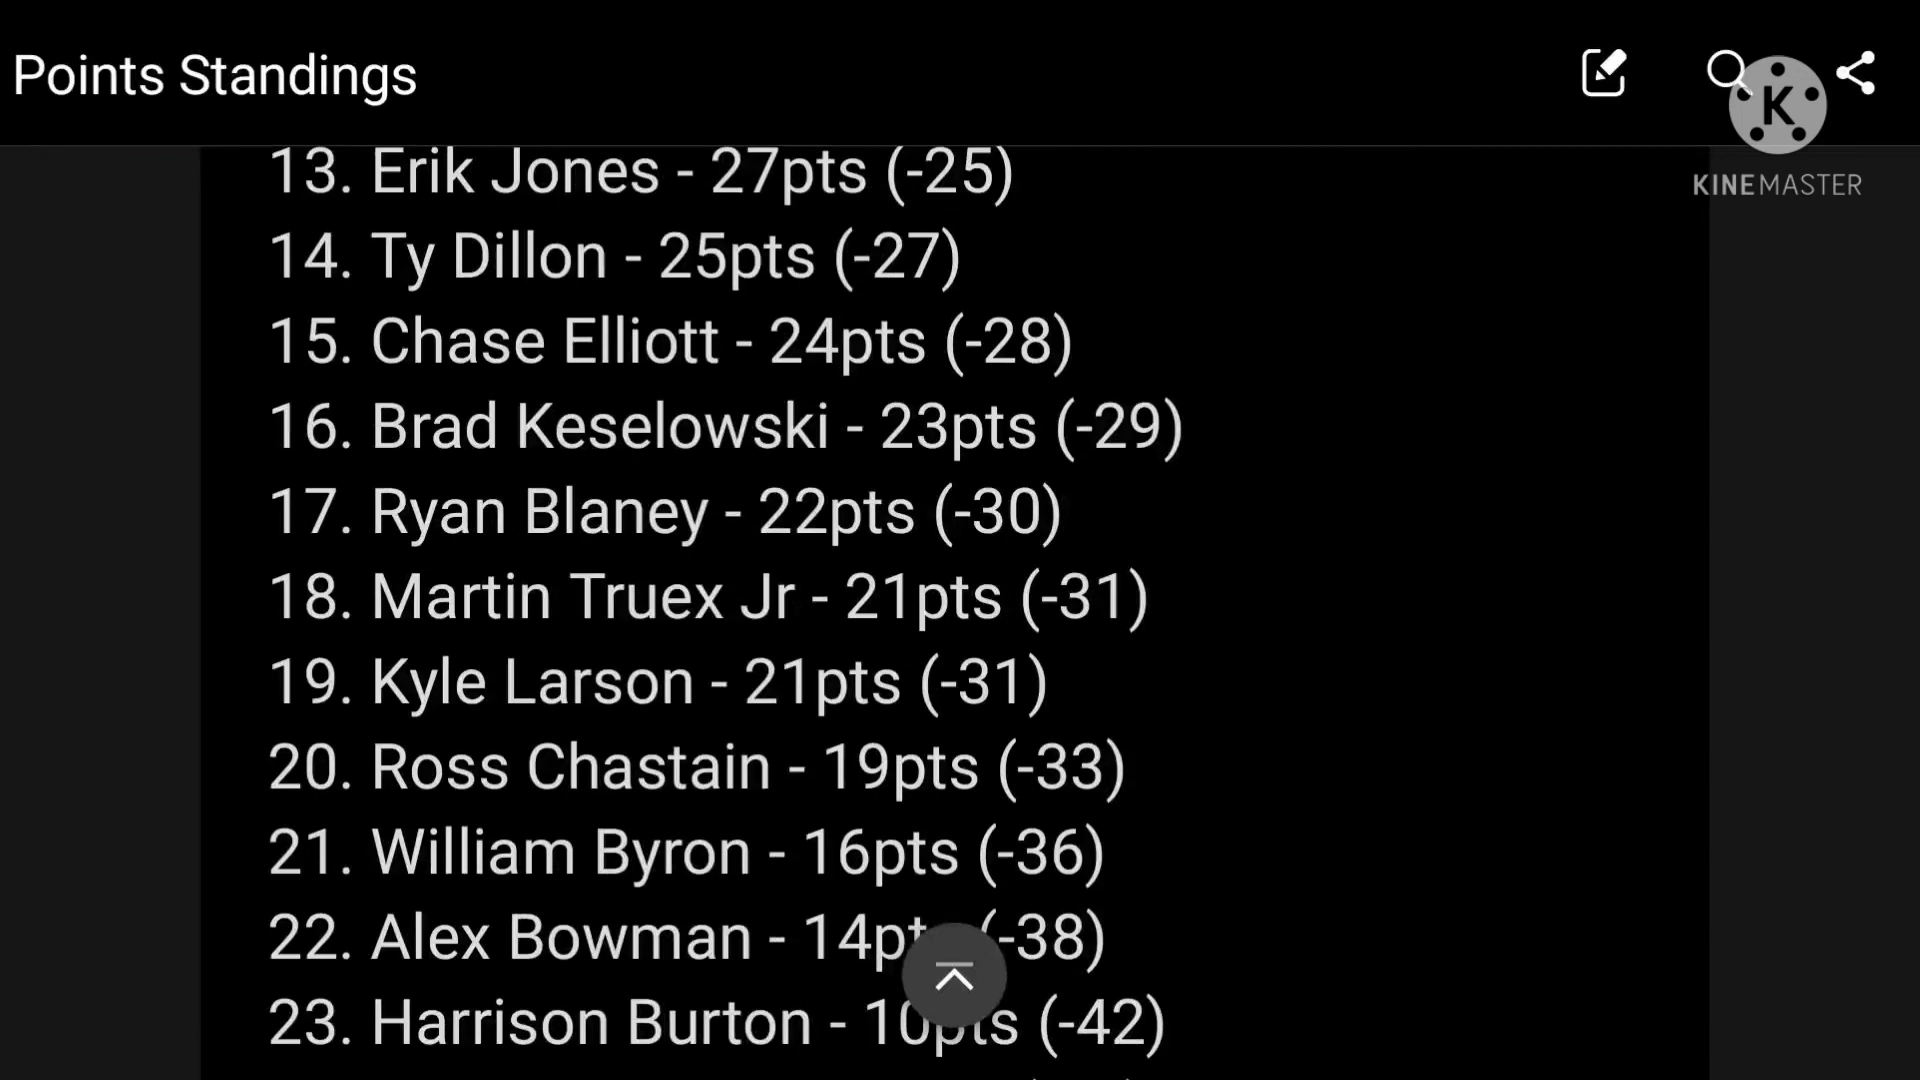 Points Standings
K
KINEMASTER
13. Erik Jones - 27pts (-25)
14. Ty Dillon - 25pts (-27)
15. Chase Elliott - 24pts (-28)
16. Brad Keselowski - 23pts (-29)
17. Ryan Blaney - 22pts (-30)
18. Martin Truex Jr - 21pts (-31)
19. Kyle Larson - 21pts (-31)
20. Ross Chastain - 19pts (-33)
21. William Byron - 16pts (-36)
22. Alex Bowman - 14pts (-38)
23. Harrison Burton - 10pts (-42)